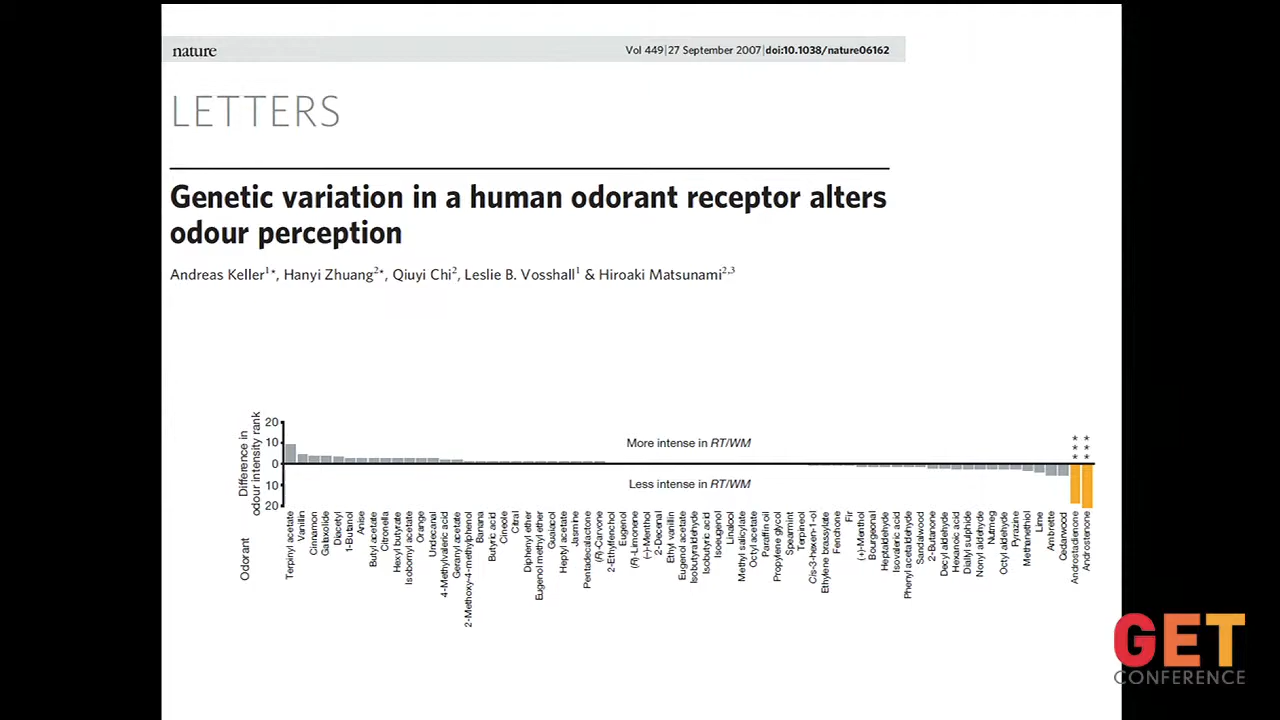 nature
Vol 449|27 September 2007|doi:10.1038/nature06162
LETTERS
Genetic variation in a human odorant receptor alters
odour perception
Andreas Keller1*, Hanyi Zhuang2*, Qiuyi Chi2, Leslie B. Vosshall1 & Hiroaki Matsunami2,3
Difference in
odour intensity rank
20
10
0
10
20
More intense in RT/WM
Less intense in RT/WM
* * *
* * *
Odorant
Terpinyl acetate
Vanillin
Cinnamon
Galaxolide
Diacetyl
1-Butanol
Anise
Butyl acetate
Citronella
Hexyl butyrate
Isobornyl acetate
Orange
Undecanal
4-Methylvaleric acid
Geranyl acetate
2-Methoxy-4-methylphenol
Banana
Butyric acid
Cineole
Citral
Diphenyl ether
Eugenol methyl ether
Guaiacol
Heptyl acetate
Jasmine
Pentadecalactone
(R)-Carvone
2-Ethylfenchol
Eugenol
(R)-Limonene
(-)-Menthol
2-Decenal
Ethyl vanillin
Eugenol acetate
Isobutyraldehyde
Isobutyric acid
Isoeugenol
Linalool
Methyl salicylate
Octyl acetate
Paraffin oil
Propylene glycol
Spearmint
Terpineol
Cis-3-hexen-1-ol
Ethylene brassylate
Fenchone
Fir
(+)-Menthol
Bourgeonal
Heptaldehyde
Isovaleric acid
Phenyl acetaldehyde
Sandalwood
2-Butanone
Decyl aldehyde
Hexanoic acid
Diallyl sulphide
Nonyl aldehyde
Nutmeg
Octyl aldehyde
Pyrazine
Methanethiol
Lime
Ambrette
Cedarwood
Androstadienone
Androstenone
GET
CONFERENCE